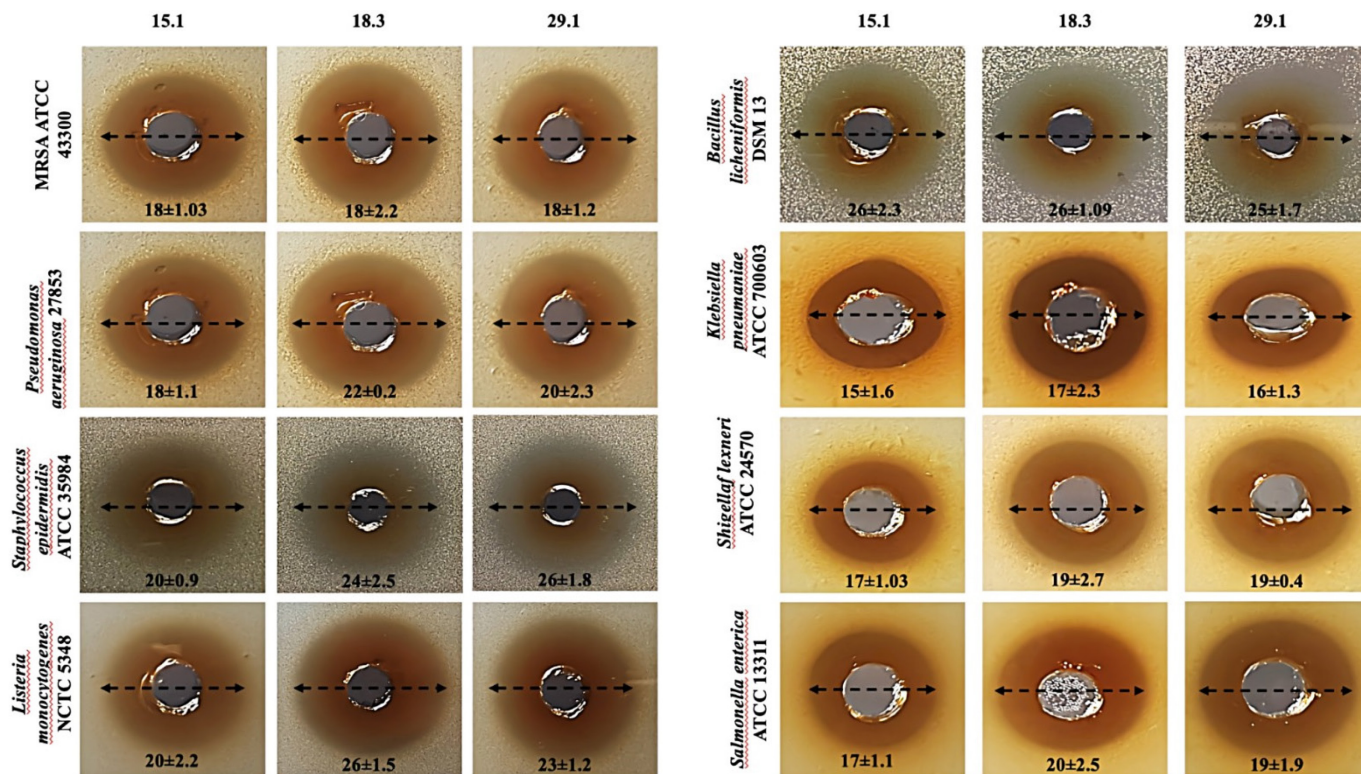 15.1 18.3 29.1
MRSA ATCC
43300
18±1.03 18±2.2 18±1.2
Pseudomonas
aeruginosa 27853
18±1.1 22±0.2 20±2.3
Staphylococcus
epidermidis
ATCC 35984
20±0.9 24±2.5 26±1.8
Listeria
monocytogenes
NCTC 5348
20±2.2 26±1.5 23±1.2
15.1 18.3 29.1
Bacillus
licheniformis
DSM 13
26±2.3 26±1.09 25±1.7
Klebsiella
pneumaniae
ATCC 700603
15±1.6 17±2.3 16±1.3
Shigellaf lexneri
ATCC 24570
17±1.03 19±2.7 19±0.4
Salmonella enterica
ATCC 13311
17±1.1 20±2.5 19±1.9